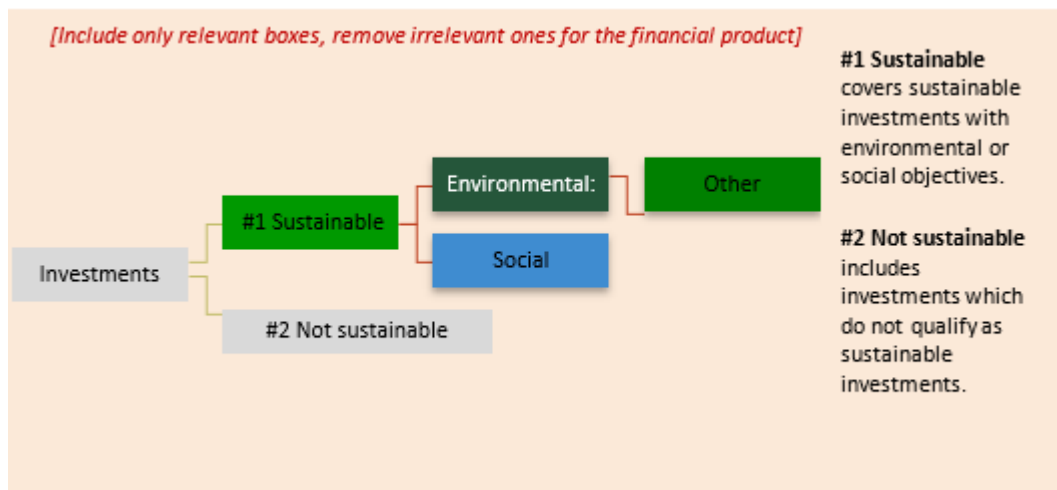 [Include only relevant boxes, remove irrelevant ones for the financial product]
Investments
#1 Sustainable
#2 Not sustainable
Environmental:
Social
Other
#1 Sustainable
covers sustainable
investments with
environmental or
social objectives.
#2 Not sustainable
includes
investments which
do not qualify as
sustainable
investments.